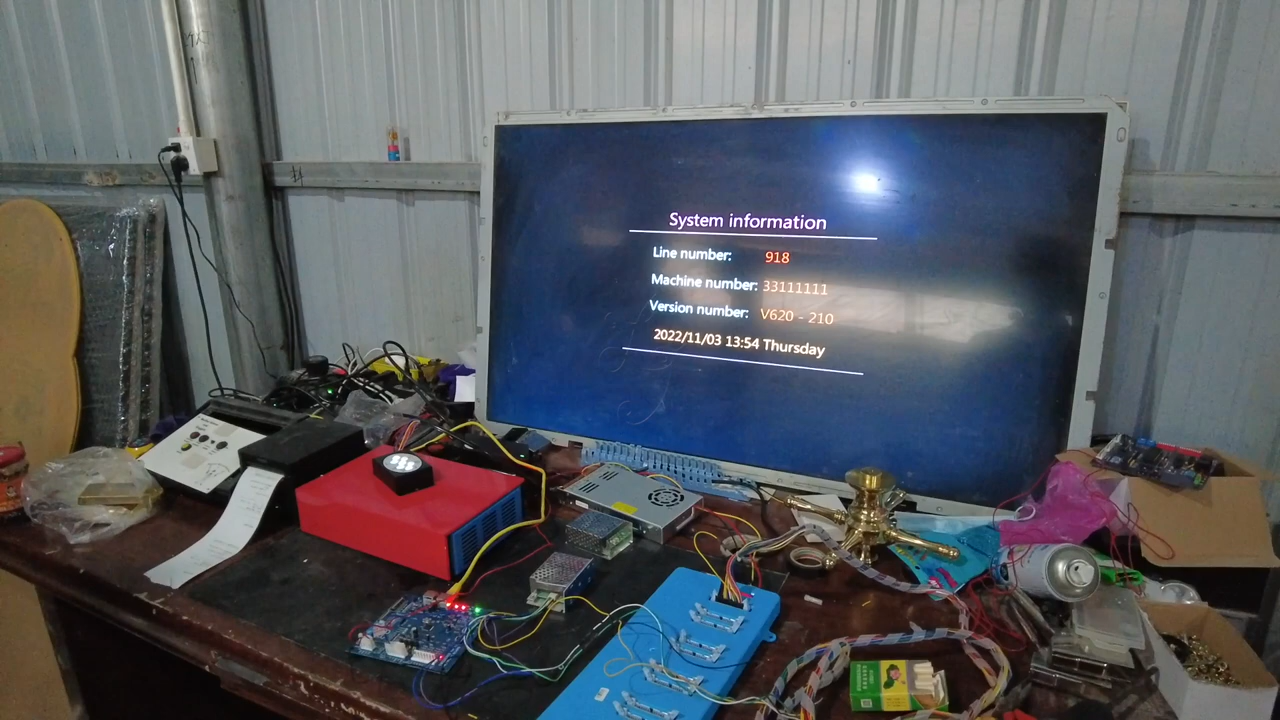 System information
Line number: 918
Machine number: 33111111
Version number: V620 - 210
2022/11/03 13:54 Thursday